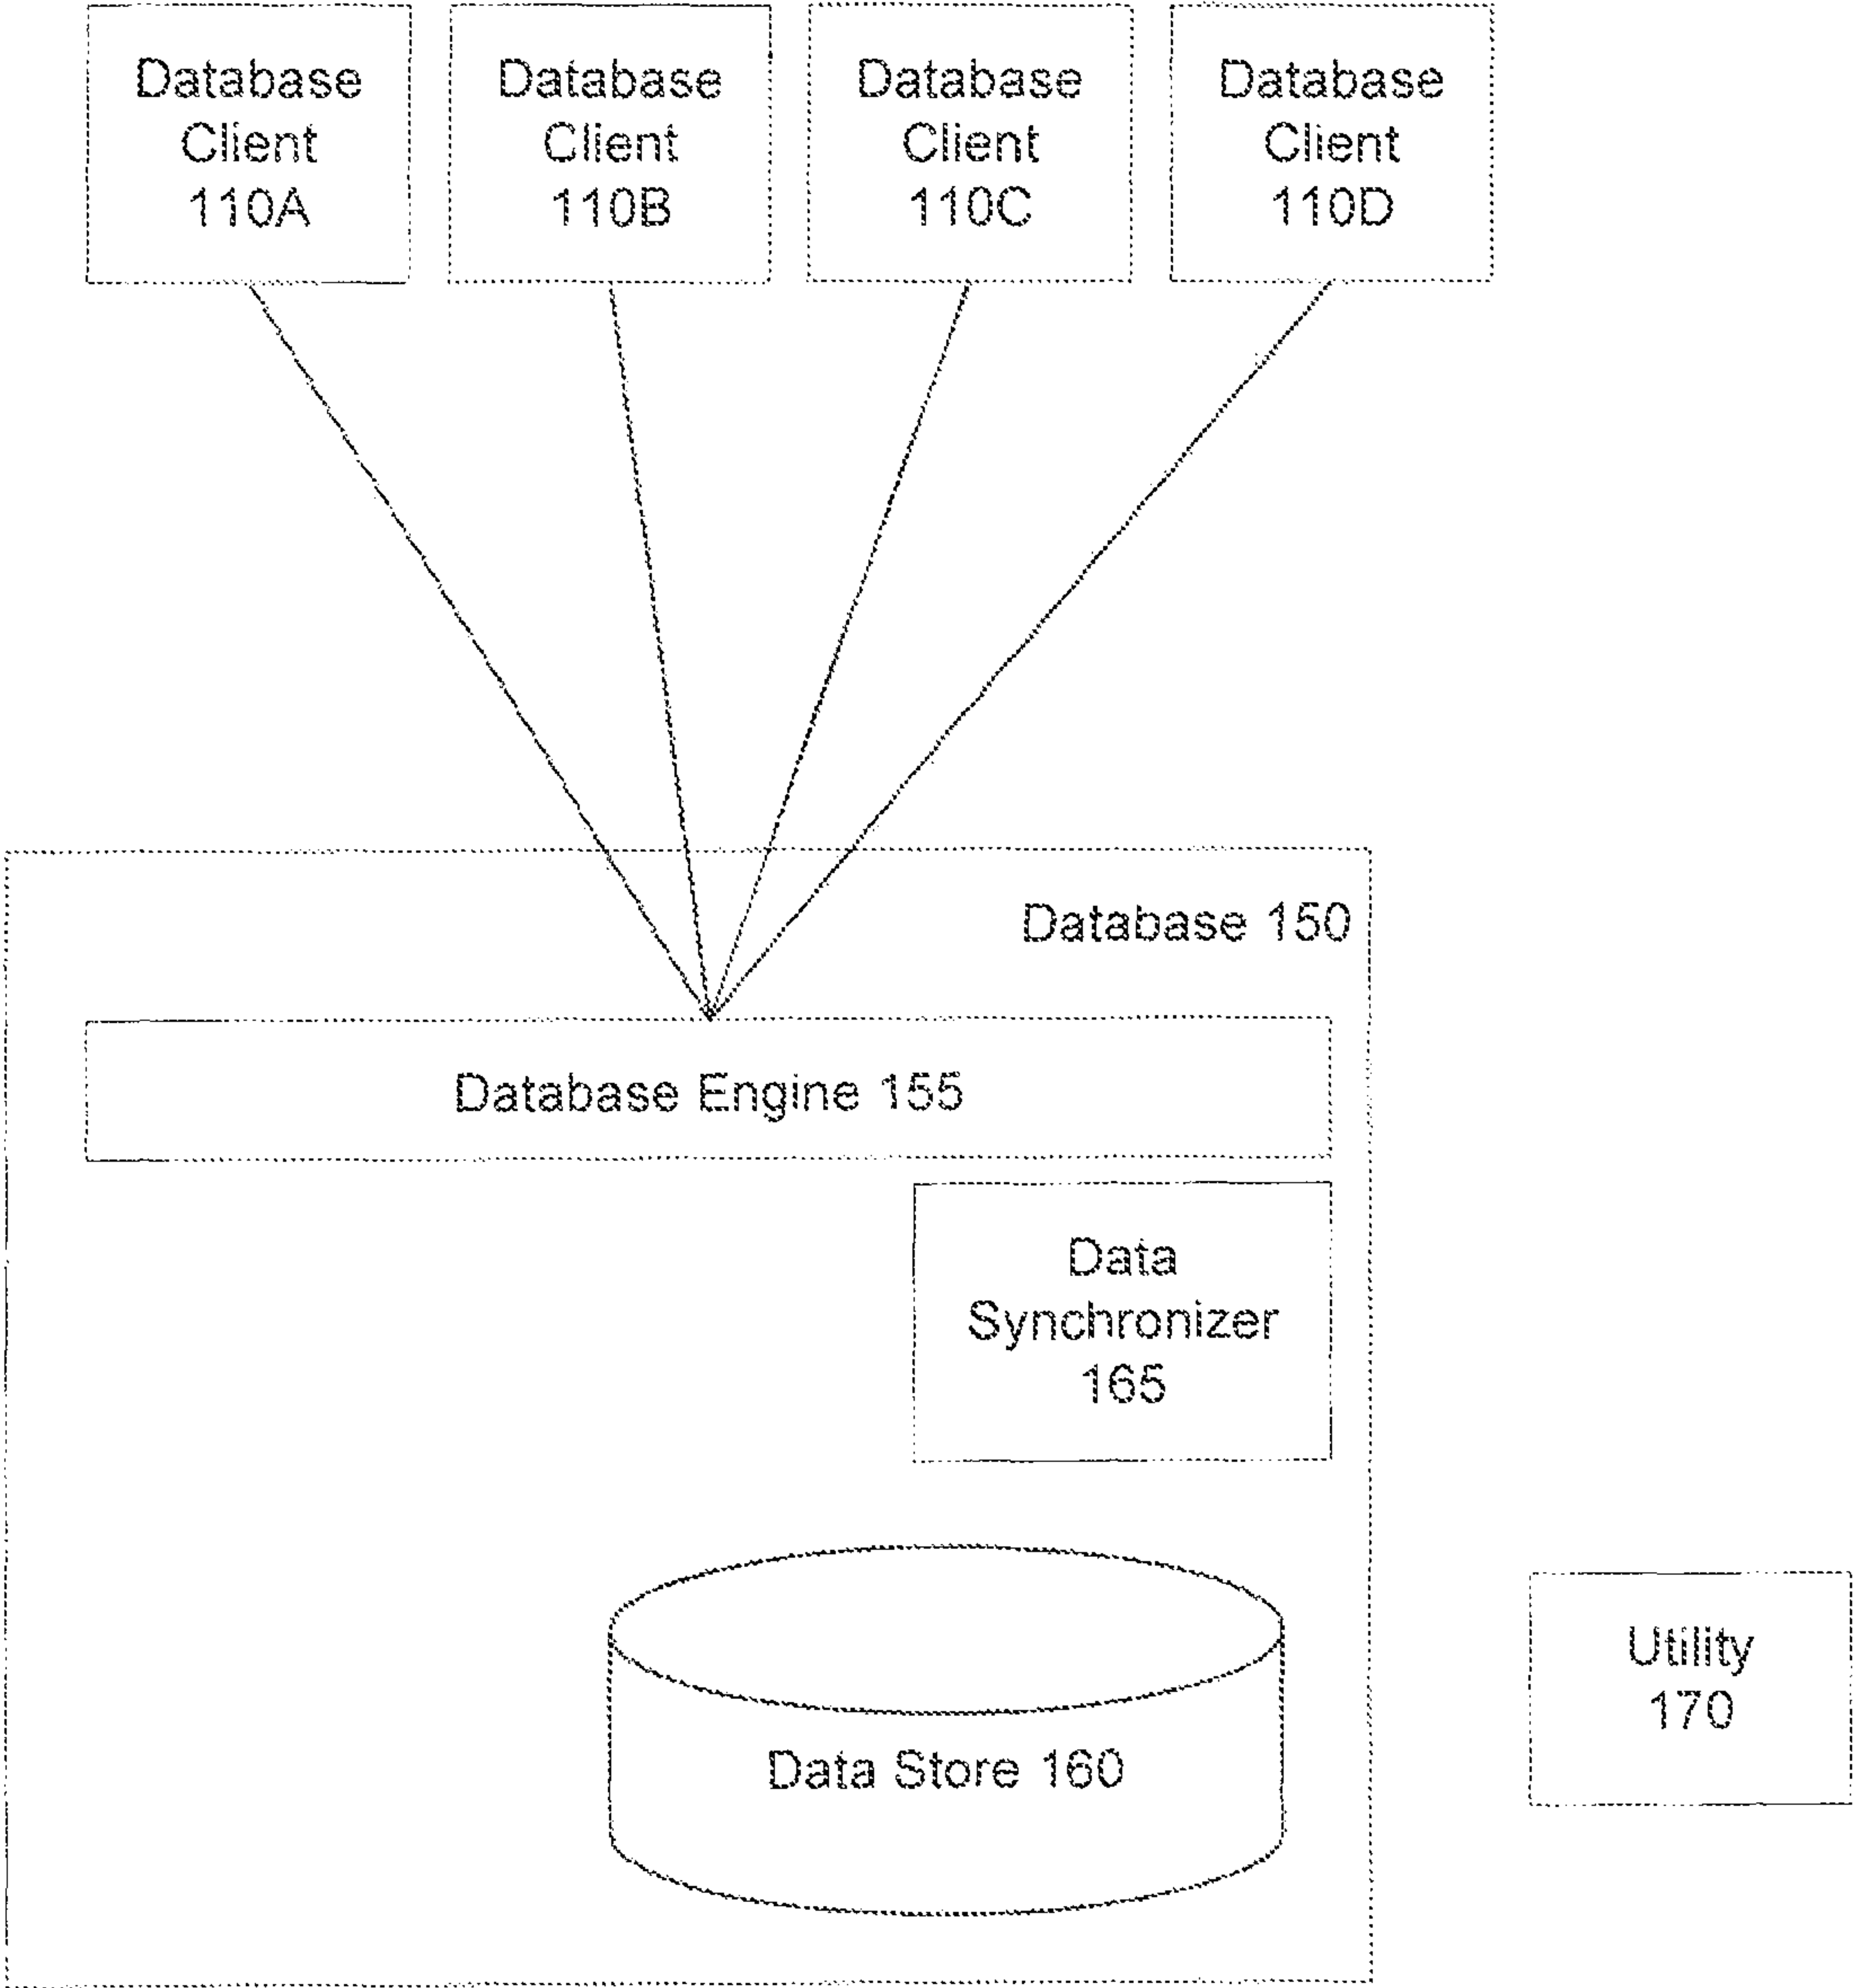 Database
Client
110A
Database
Client
110B
Database
Client
110C
Database
Client
110D
Database 150
Database Engine 155
Data
Synchronizer
165
Data Store 160
Utility
170